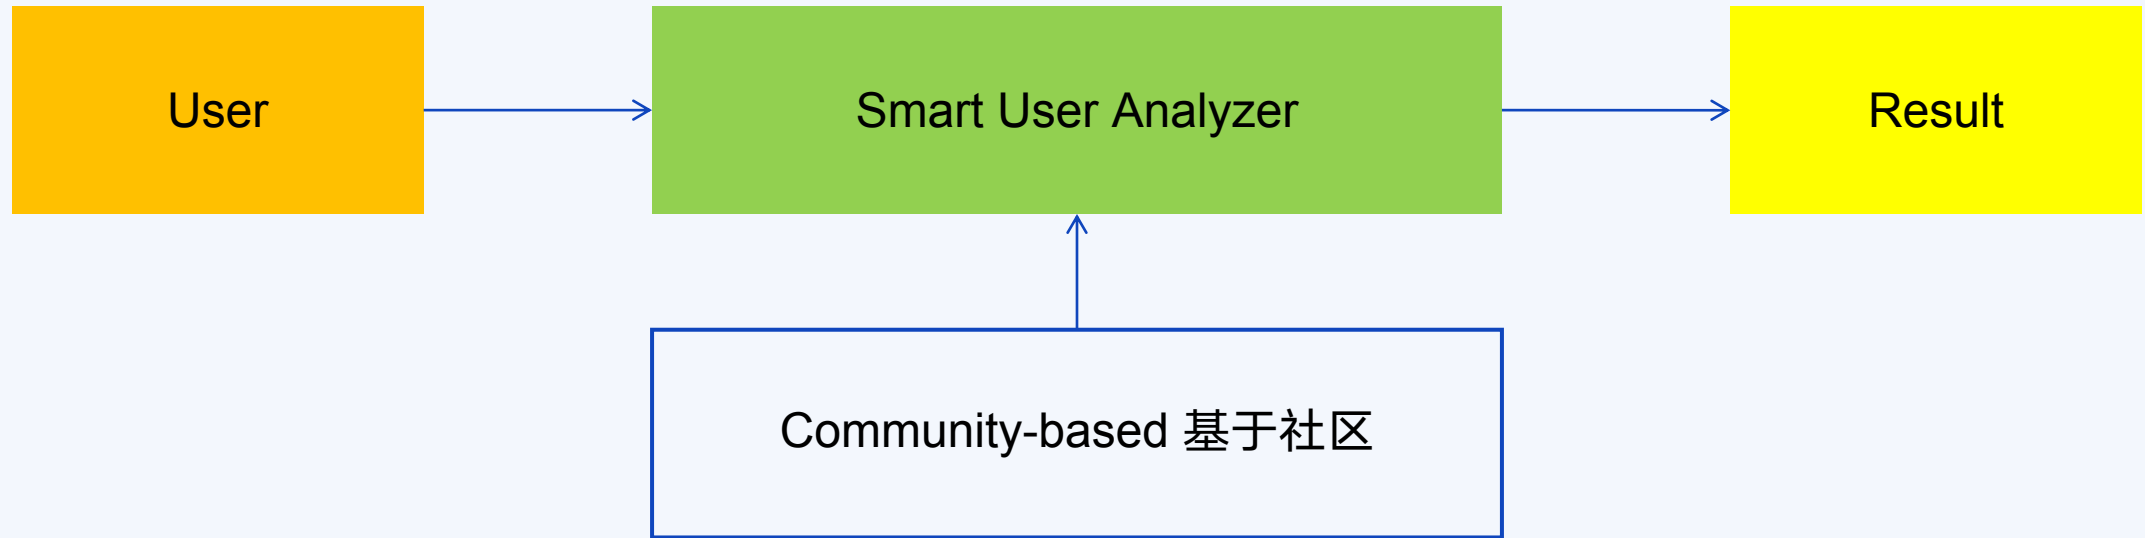 User
Smart User Analyzer
Result
Community-based 基于社区